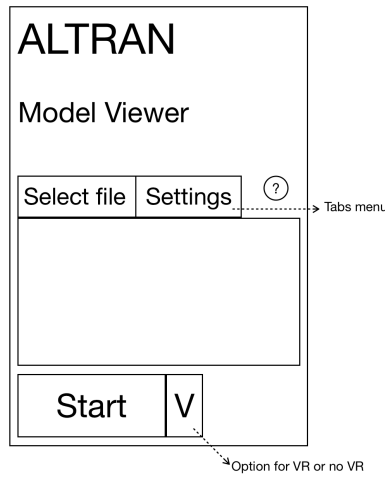 ALTRAN
Model Viewer
Select file Settings ?
Tabs menu
Start V
Option for VR or no VR